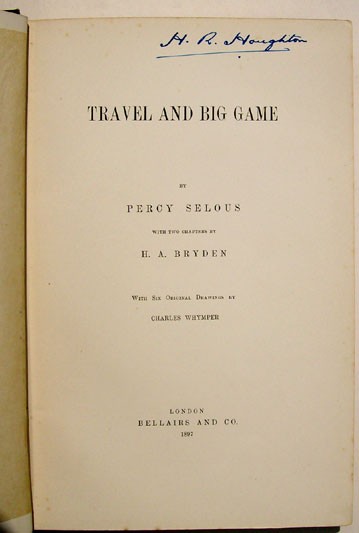 H. R. Houghton
TRAVEL AND BIG GAME
BY
PERCY SELOUS
WITH TWO CHAPTERS BY
H. A. BRYDEN
With Six Original Drawings by
CHARLES WHYMPER
LONDON
BELLAIRS AND CO.
1897